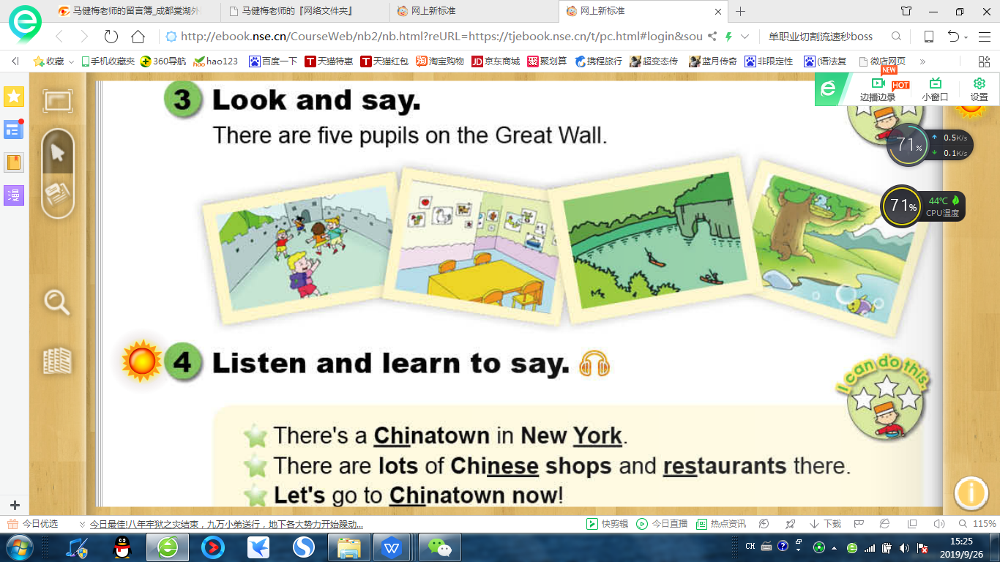 马健梅老师的留言簿_成都棠湖外
马健梅老师的『网络文件夹』
网上新标准
网上新标准
http://ebook.nse.cn/CourseWeb/nb2/nb.html?reURL=https://tjebook.nse.cn/t/pc.html#login&sou
单职业切割流速秒boss
收藏
手机收藏夹
360导航
hao123
百度一下
天猫特惠
天猫红包
淘宝购物
京东商城
聚划算
携程旅行
超变态传
蓝月传奇
非限定性
(语法复
微店网页
NEW
边播边录
HOT
小窗口
设置
71%
0.5K/s
0.1K/s
71%
44℃
CPU温度
漫
3 Look and say.
There are five pupils on the Great Wall.
4 Listen and learn to say.
I can do this.
There's a Chinatown in New York.
There are lots of Chinese shops and restaurants there.
Let's go to Chinatown now!
今日优选
今日最佳!八年牢狱之灾结束，九万小弟送行，地下各大势力开始躁动...
快剪辑
今日直播
热点资讯
下载
115%
CH
15:25
2019/9/26